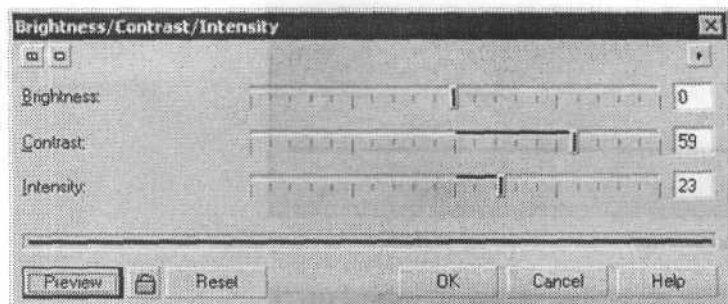 Brightness/Contrast/Intensity
Brightness: 0
Contrast: 59
Intensity: 23
Preview Reset OK Cancel Help